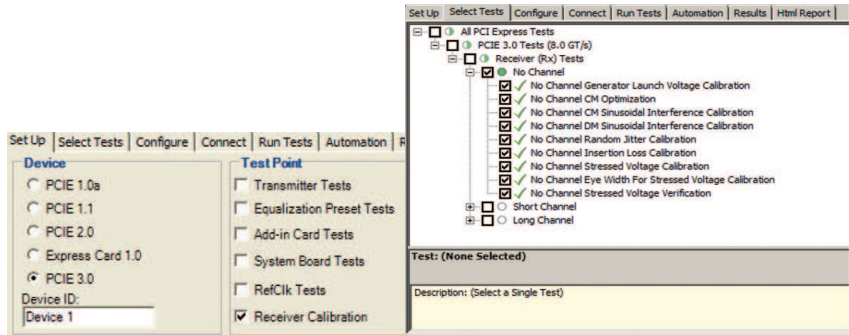 Set Up Select Tests Configure Connect Run Tests Automation Results Html Report
All PCI Express Tests
PCIE 3.0 Tests (8.0 GT/s)
Receiver (Rx) Tests
No Channel
No Channel Generator Launch Voltage Calibration
No Channel CM Optimization
No Channel CM Sinusoidal Interference Calibration
No Channel DM Sinusoidal Interference Calibration
No Channel Random Jitter Calibration
No Channel Insertion Loss Calibration
No Channel Stressed Voltage Calibration
No Channel Eye Width For Stressed Voltage Calibration
No Channel Stressed Voltage Verification
Short Channel
Long Channel
Test: (None Selected)
Description: (Select a Single Test)
Set Up Select Tests Configure Connect Run Tests Automation
Device
PCIE 1.0a
PCIE 1.1
PCIE 2.0
Express Card 1.0
PCIE 3.0
Device ID:
Device 1
Test Point
Transmitter Tests
Equalization Preset Tests
Add-in Card Tests
System Board Tests
RefClk Tests
Receiver Calibration